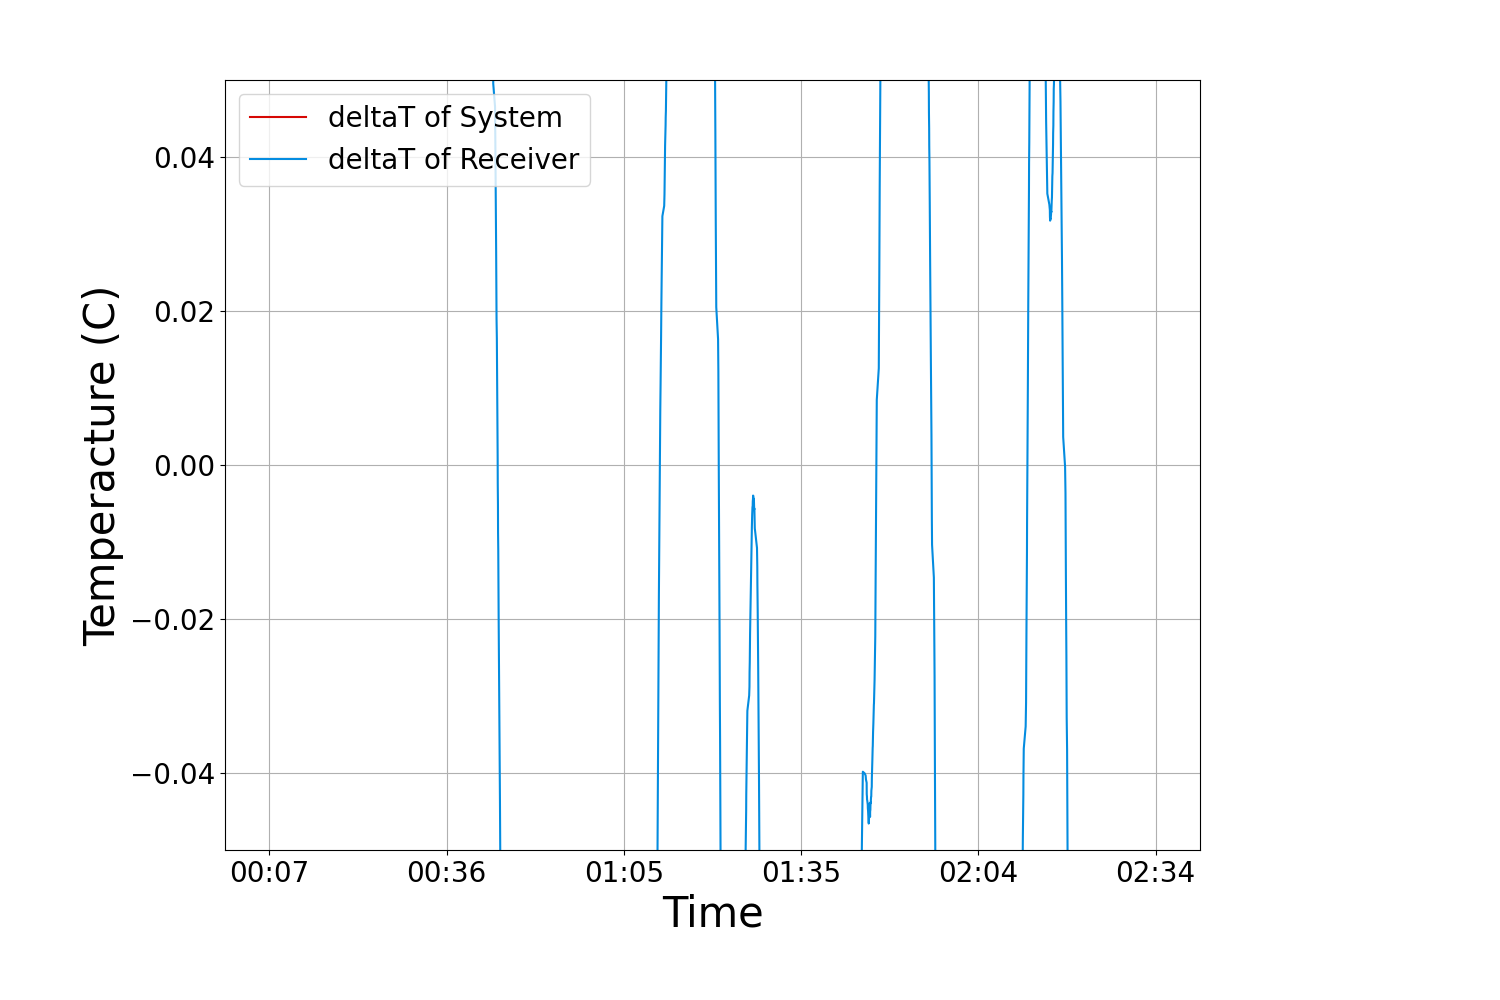 deltaT of System
deltaT of Receiver
0.04
0.02
0.00
−0.02
−0.04
Temperacture (C)
00:07 00:36 01:05 01:35 02:04 02:34
Time